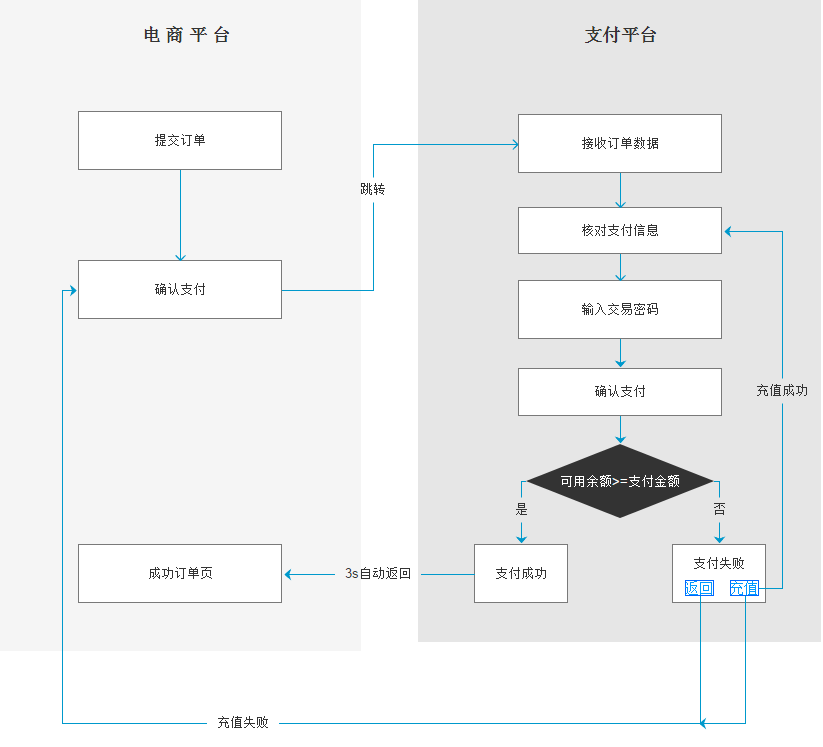 电商平台
支付平台
提交订单
接收订单数据
跳转
核对支付信息
确认支付
输入交易密码
确认支付
充值成功
可用余额>=支付金额
是
否
成功订单页
3s自动返回
支付成功
支付失败
返回 充值
充值失败